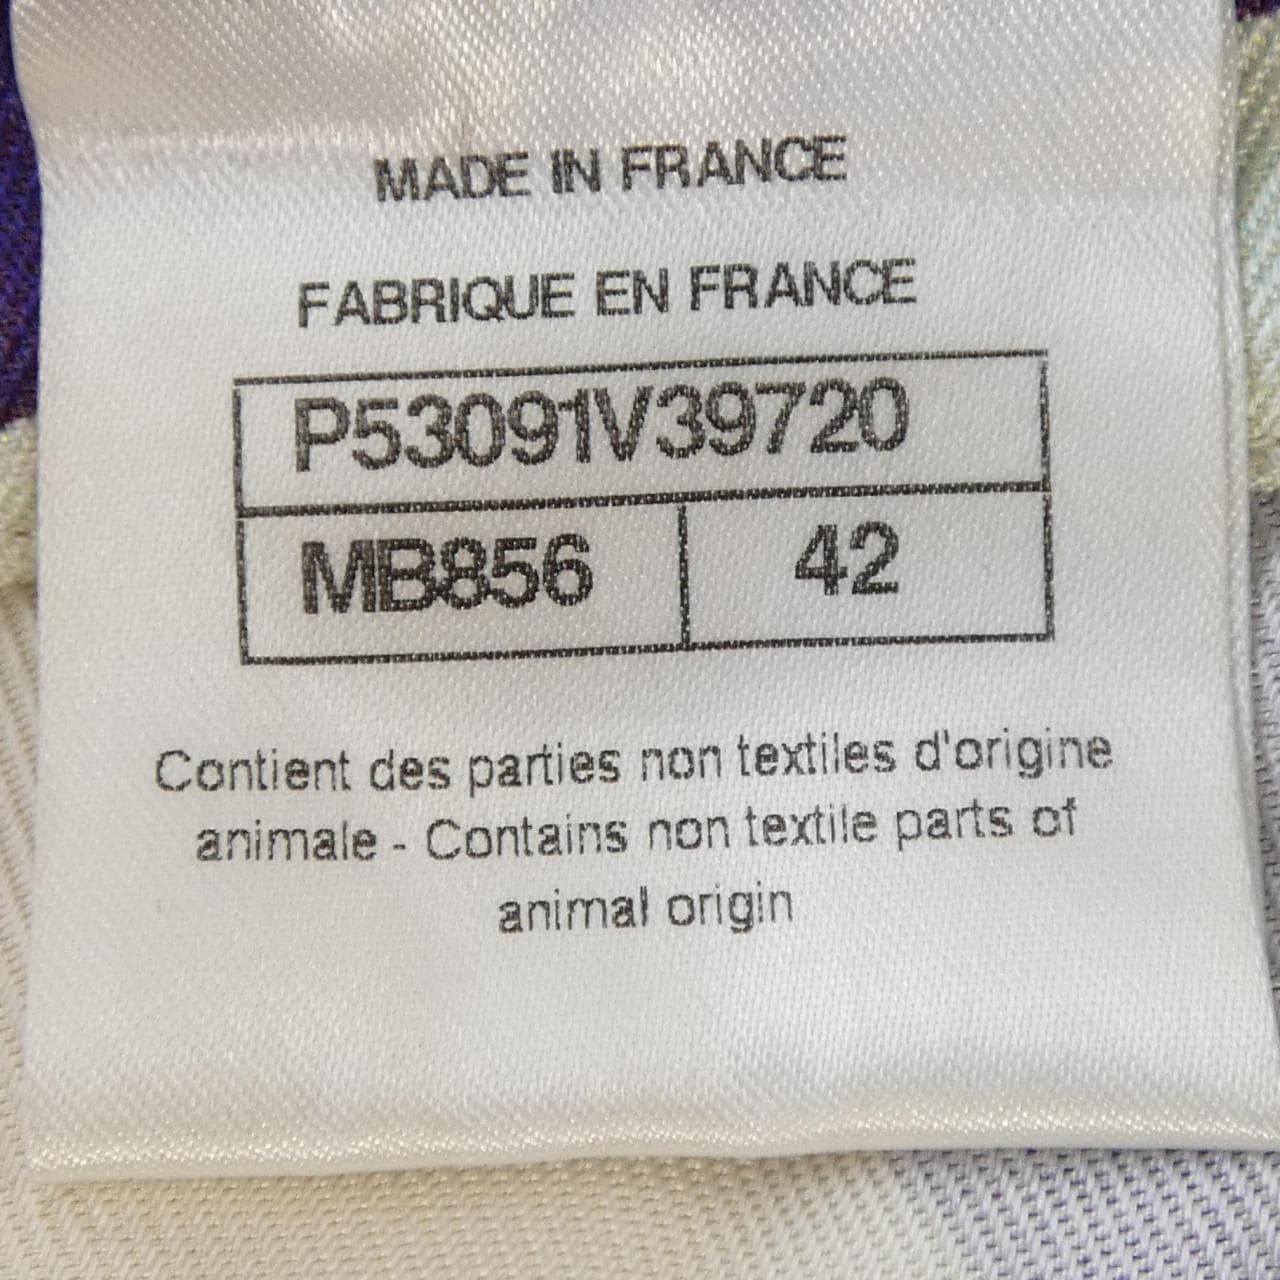 MADE IN FRANCE
FABRIQUE EN FRANCE
P53091V39720
MB856 42
Contient des parties non textiles d'origine
animale - Contains non textile parts of
animal origin